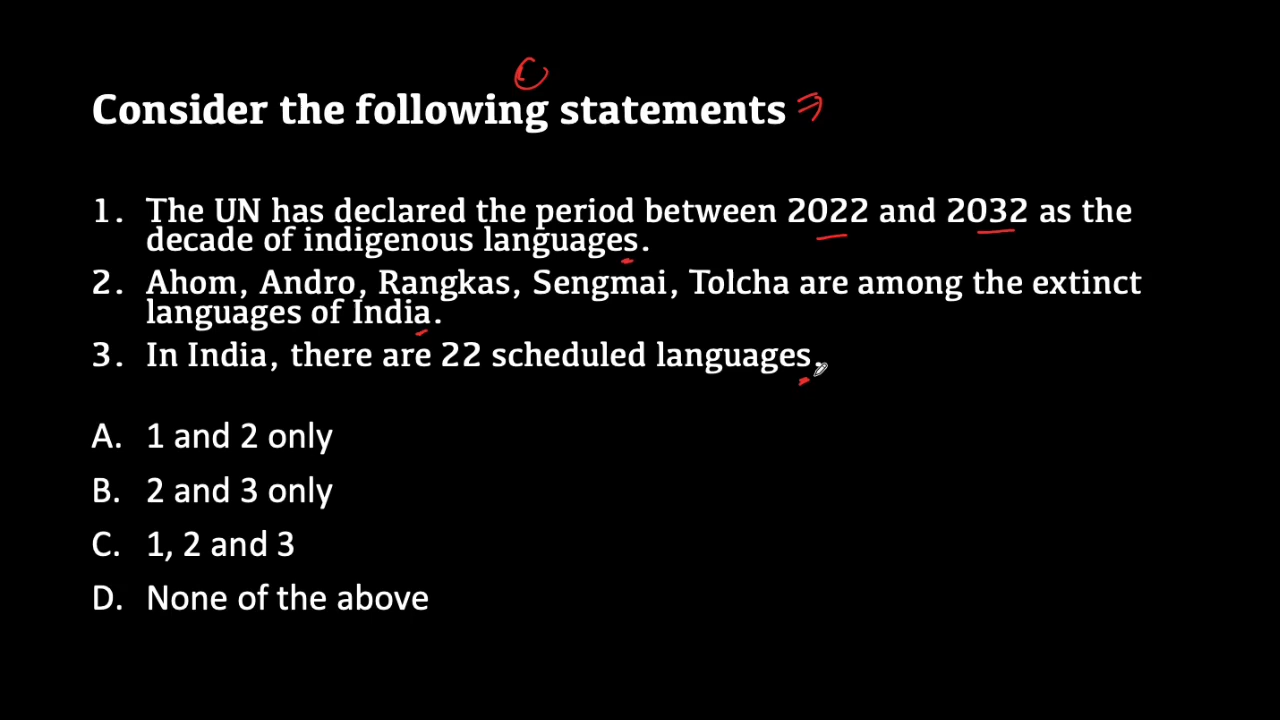 C
Consider the following statements ⇒
1. The UN has declared the period between 2022 and 2032 as the
decade of indigenous languages.
2. Ahom, Andro, Rangkas, Sengmai, Tolcha are among the extinct
languages of India.
3. In India, there are 22 scheduled languages.
A. 1 and 2 only
B. 2 and 3 only
C. 1, 2 and 3
D. None of the above